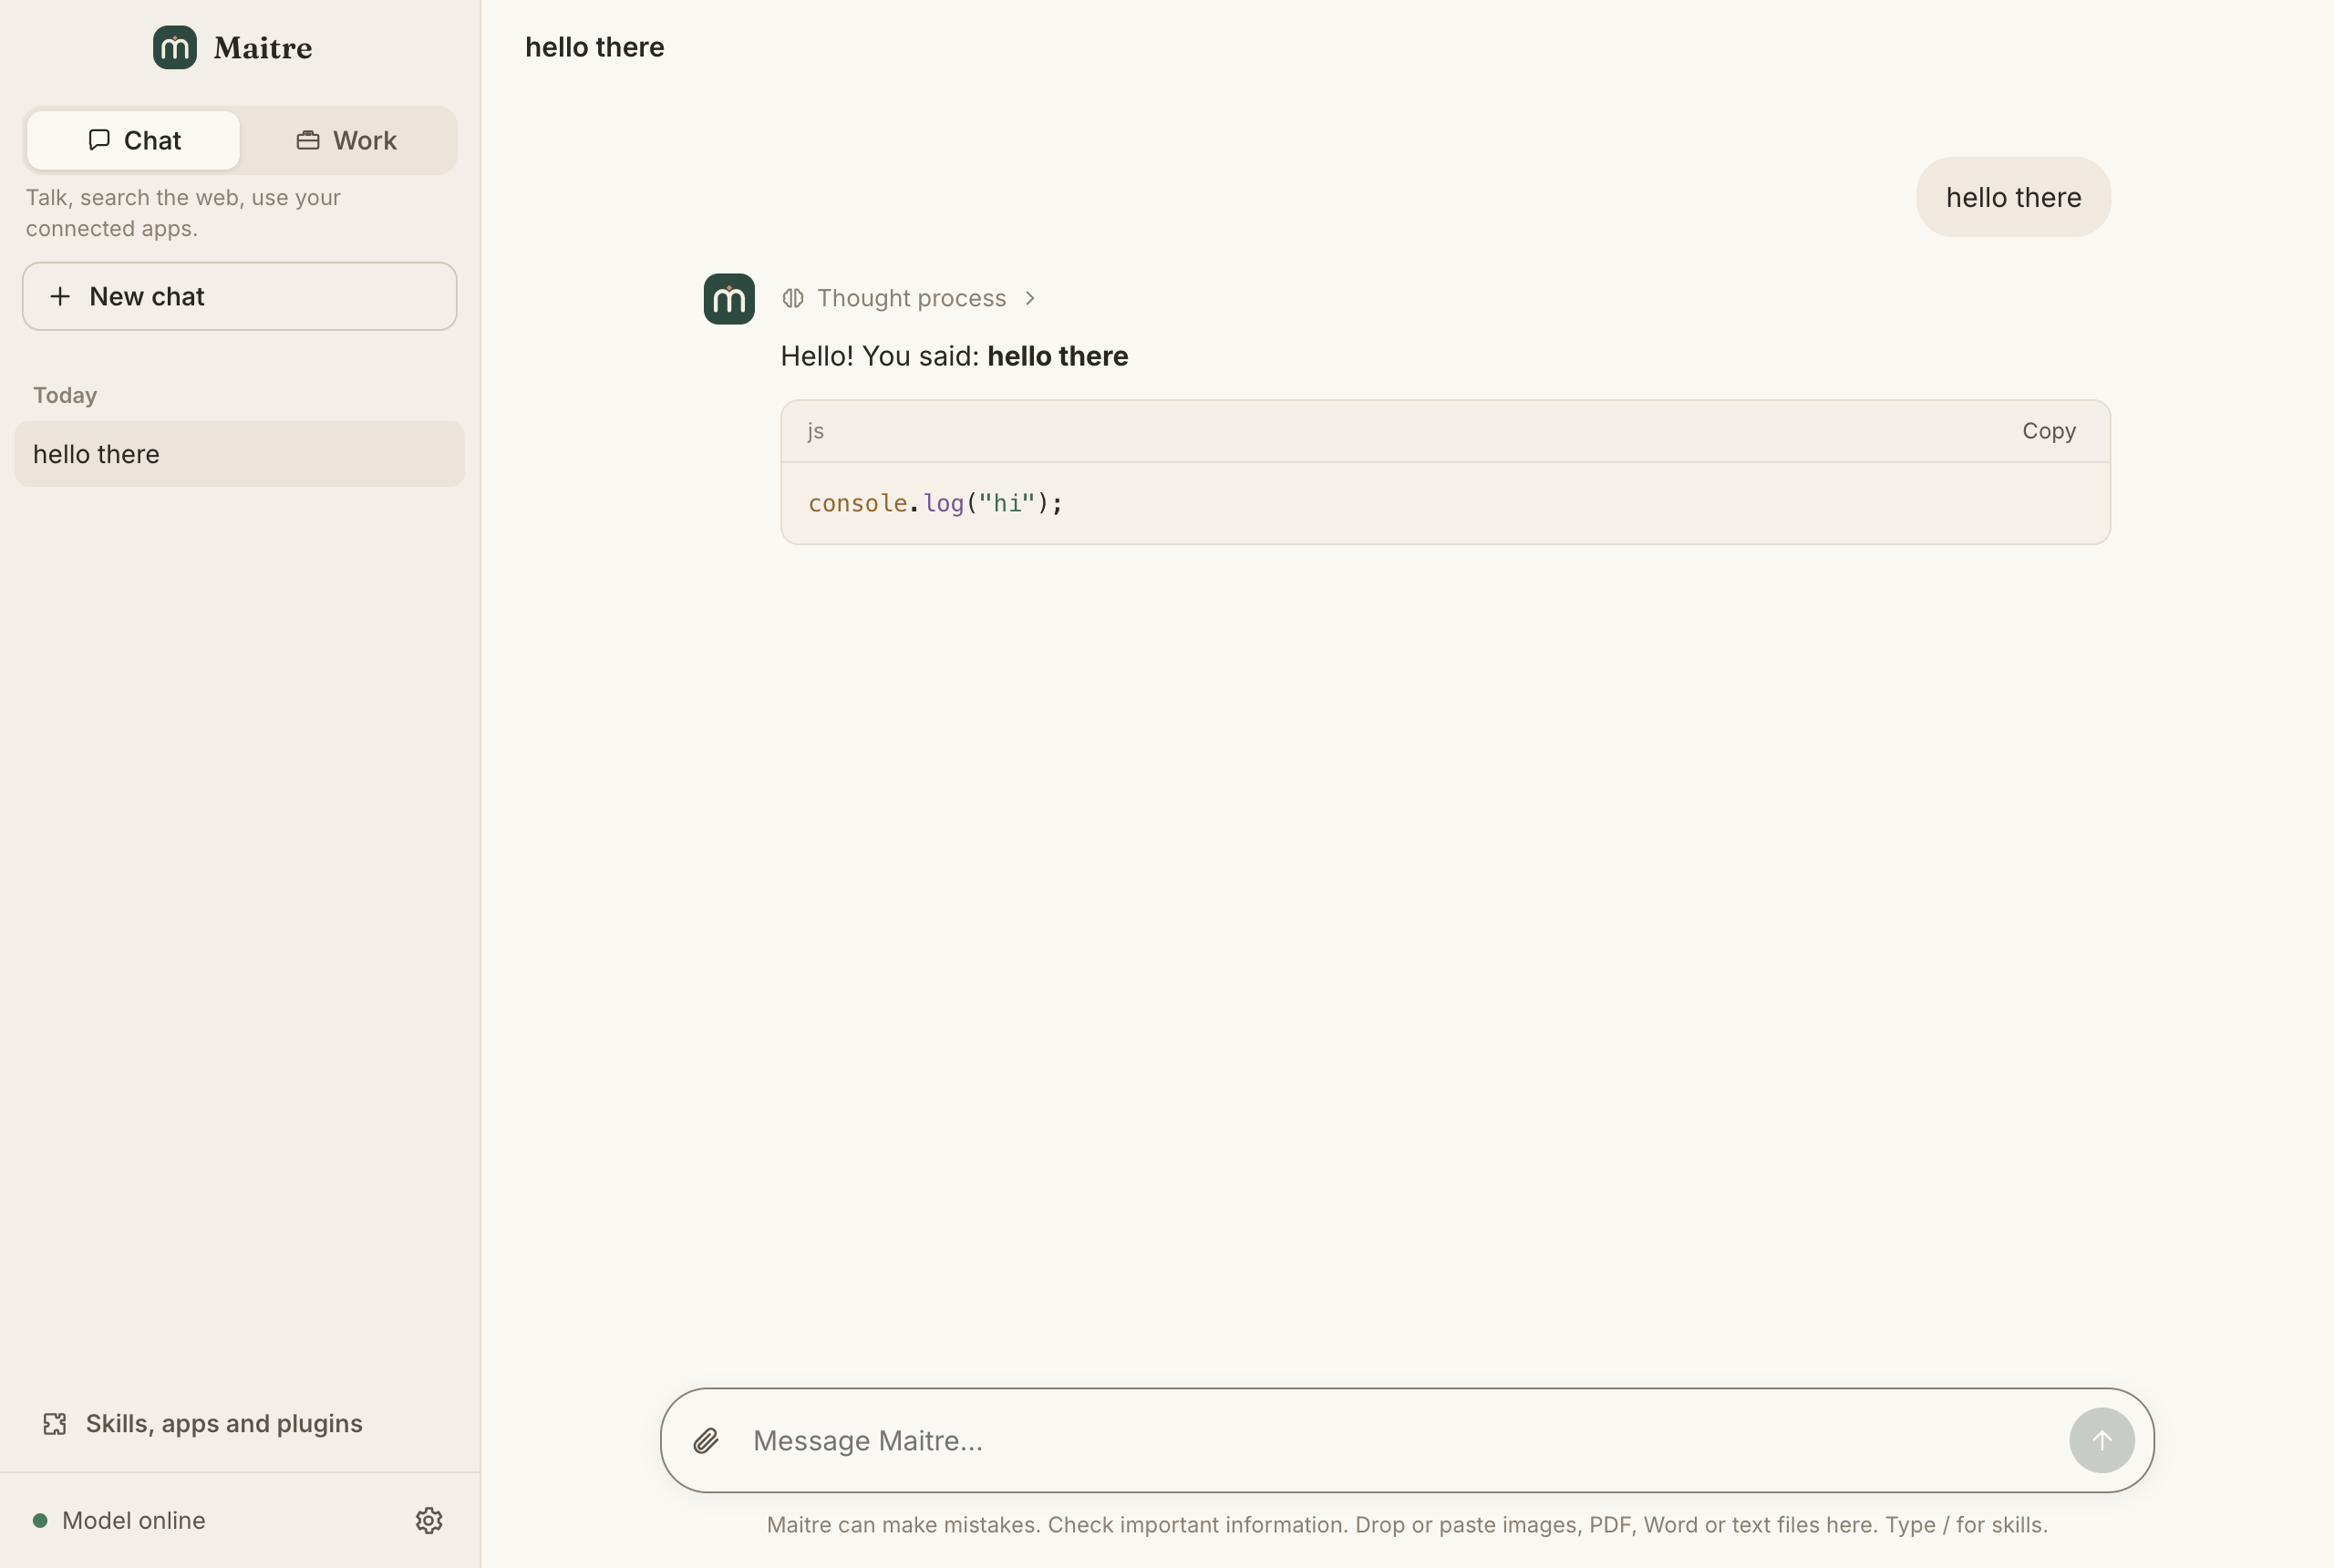 Maitre
Chat
Work
Talk, search the web, use your
connected apps.
New chat
Today
hello there
Skills, apps and plugins
Model online
hello there
hello there
Thought process
Hello! You said: hello there
js
Copy
console.log("hi");
Message Maitre...
Maitre can make mistakes. Check important information. Drop or paste images, PDF, Word or text files here. Type / for skills.